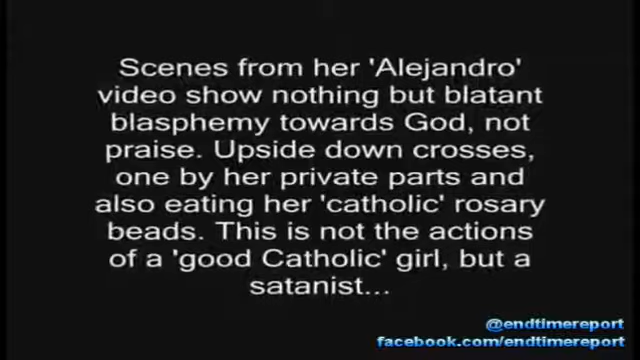 Scenes from her 'Alejandro'
video show nothing but blatant
blasphemy towards God, not
praise. Upside down crosses,
one by her private parts and
also eating her 'catholic' rosary
beads. This is not the actions
of a 'good Catholic' girl, but a
satanist...
@endtimereport
facebook.com/endtimereport